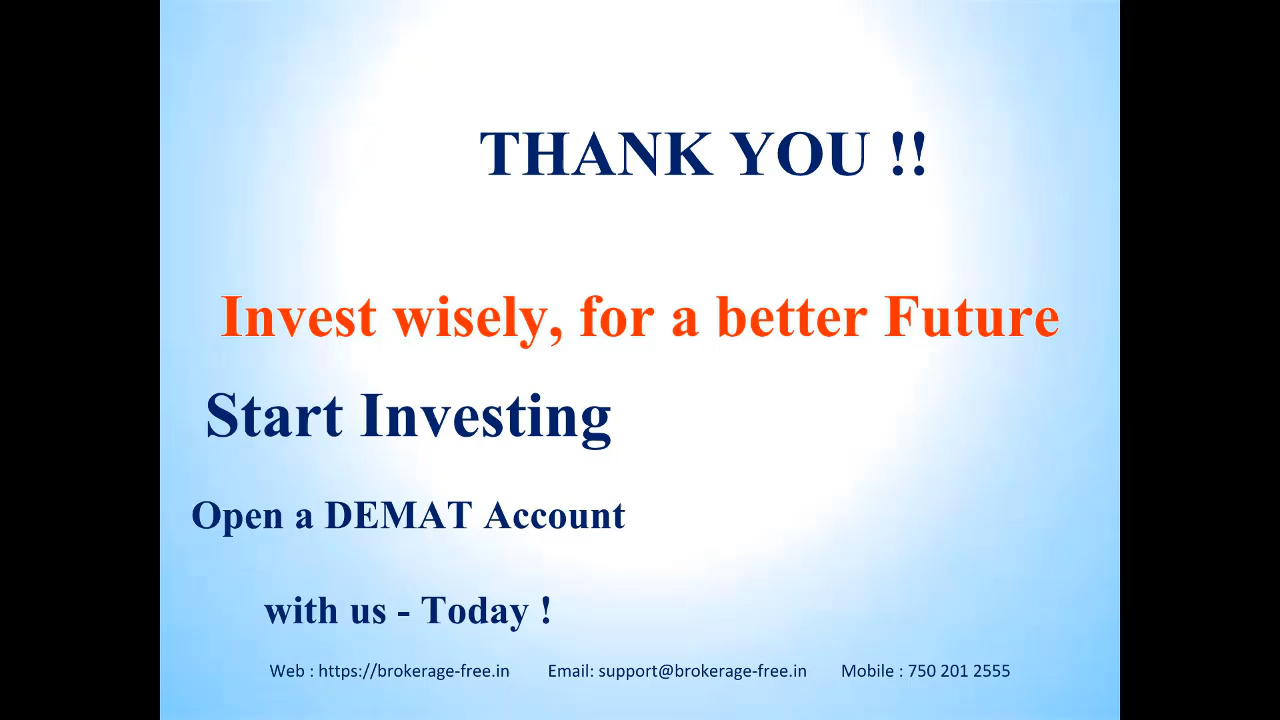 THANK YOU !!
Invest wisely, for a better Future
Start Investing
Open a DEMAT Account
with us - Today !
Web : https://brokerage-free.in Email: support@brokerage-free.in Mobile : 750 201 2555